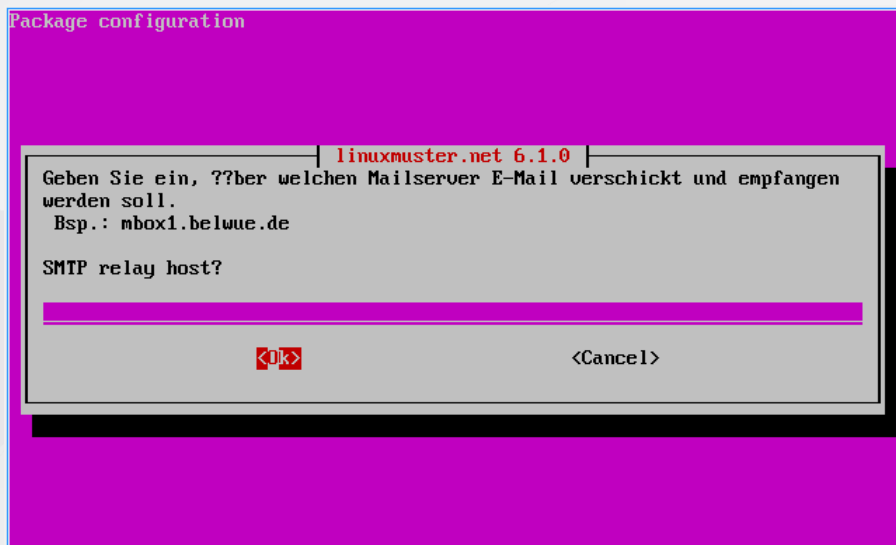 Package configuration
linuxmuster.net 6.1.0
Geben Sie ein, ??ber welchen Mailserver E-Mail verschickt und empfangen
werden soll.
Bsp.: mbox1.belwue.de
SMTP relay host?
<Ok> <Cancel>